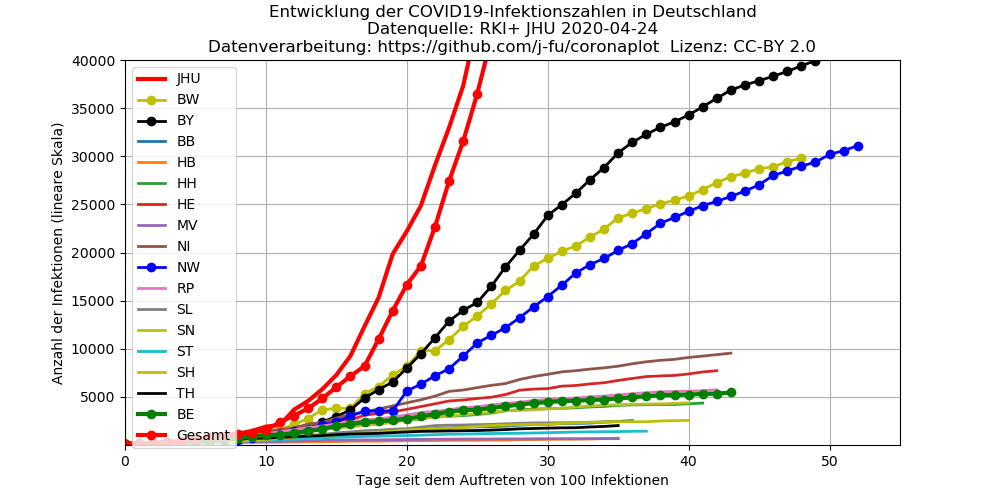 Entwicklung der COVID19-Infektionszahlen in Deutschland
Datenquelle: RKI+ JHU 2020-04-24
Datenverarbeitung: https://github.com/j-fu/coronaplot  Lizenz: CC-BY 2.0
Anzahl der Infektionen (lineare Skala)
40000
35000
30000
25000
20000
15000
10000
5000
JHU
BW
BY
BB
HB
HH
HE
MV
NI
NW
RP
SL
SN
ST
SH
TH
BE
Gesamt
0 10 20 30 40 50
Tage seit dem Auftreten von 100 Infektionen